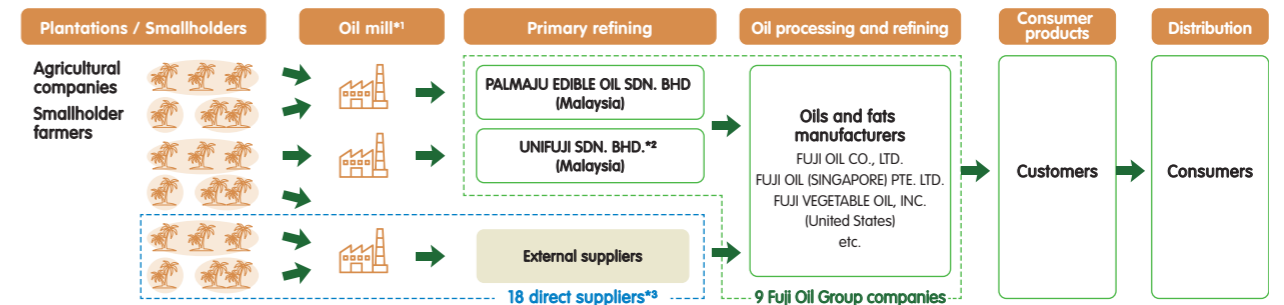 Plantations / Smallholders
Oil mill*1
Primary refining
Oil processing and refining
Consumer
products
Distribution
Agricultural
companies
Smallholder
farmers
PALMAJU EDIBLE OIL SDN. BHD
(Malaysia)
UNIFUJI SDN. BHD.*2
(Malaysia)
External suppliers
18 direct suppliers*3
Oils and fats
manufacturers
FUJI OIL CO., LTD.
FUJI OIL (SINGAPORE) PTE. LTD.
FUJI VEGETABLE OIL, INC.
(United States)
etc.
9 Fuji Oil Group companies
Customers
Consumers